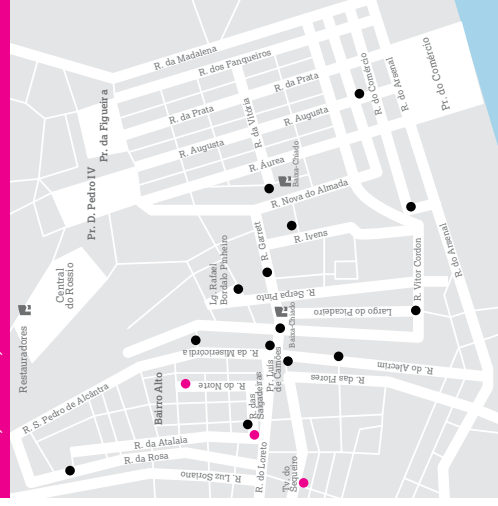 R. da Madalena
R. dos Fanqueiros
R. da Prata
R. do Comércio
R. do Arsenal
Pr. do Comércio
Pr. da Figueira
R. da Prata
R. da Vitória
R. Augusta
R. Augusta
R. Áurea
Baixa-Chiado
Pr. D. Pedro IV
R. Nova do Almada
R. Garrett
R. Ivens
R. do Arsenal
Central
do Rossio
Lg. Rafael
Bordalo Pinheiro
R. Vitor Cordon
R. Serpa Pinto
Largo do Picadeiro
Baixa-Chiado
Restauradores
R. da Misericórdia
Pr. Luís
de Camões
R. do Alecrim
R. das Flores
R. do Norte
Bairro Alto
R. das
Salgadeiras
R. S. Pedro de Alcântra
R. da Atalaia
R. da Rosa
R. Luz Soriano
R. do Loreto
Tv. do
Sequeiro